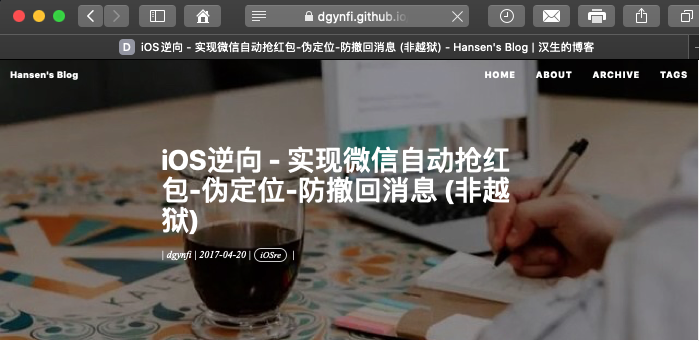 dgynfi.github.io
D iOS逆向 - 实现微信自动抢红包-伪定位-防撤回消息 (非越狱) - Hansen's Blog | 汉生的博客
Hansen's Blog HOME ABOUT ARCHIVE TAGS
iOS逆向 - 实现微信自动抢红
包-伪定位-防撤回消息 (非越
狱)
| dgynfi | 2017-04-20 | iOSre |
KALE